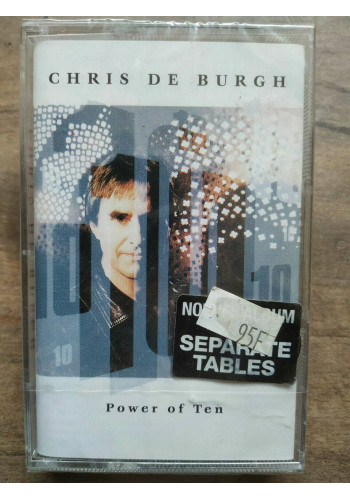 CHRIS DE BURGH
10
10
10
95F
SEPARATE
TABLES
Power of Ten